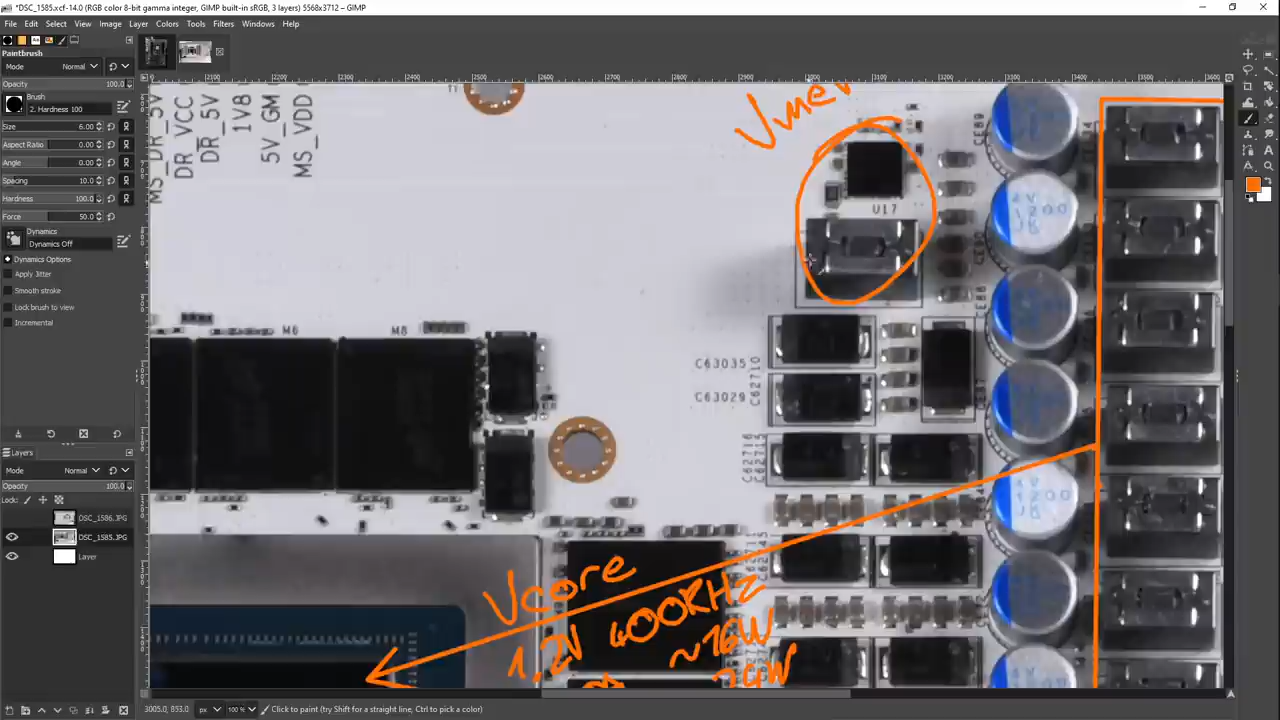 *DSC_1585.xcf-14.0 (RGB color 8-bit gamma integer, GIMP built-in sRGB, 3 layers) 5568x3712 – GIMP
File Edit Select View Image Layer Colors Tools Filters Windows Help
Paintbrush
Mode Normal
Opacity 100.0
Brush
2. Hardness 100
Size 6.00
Aspect Ratio 0.00
Angle 0.00
Spacing 10.0
Hardness 100.0
Force 50.0
Dynamics
Dynamics Off
Dynamics Options
Apply Jitter
Smooth stroke
Lock brush to view
Incremental
Layers
Mode Normal
Opacity 100.0
Lock:
DSC_1586.JPG
DSC_1585.JPG
Layer
MS_DR_5V
DR_VCC
DR_5V
1V8
5V_GM
MS_VDD
Vmem
U17
CE89
CE88
M6
M8
C63035
C62710
C63029
Vcore
1.2V 400KHz
~76W
3005.0, 853.0 px 100 % Click to paint (try Shift for a straight line, Ctrl to pick a color)